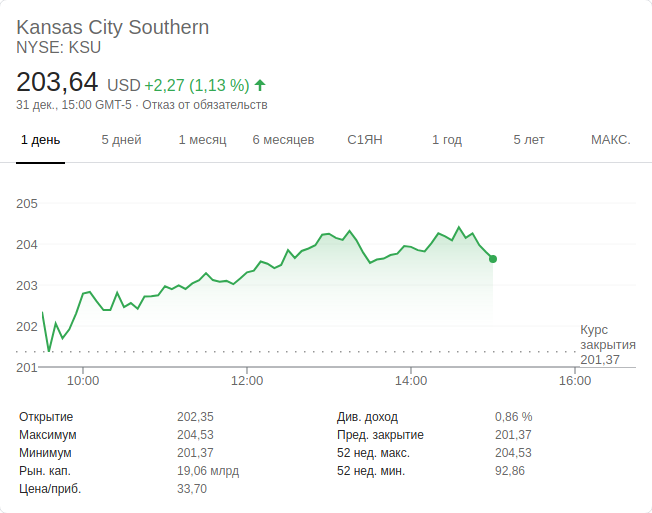 Kansas City Southern
NYSE: KSU
203,64 USD +2,27 (1,13 %)
31 дек., 15:00 GMT-5 · Отказ от обязательств
1 день 5 дней 1 месяц 6 месяцев С1ЯН 1 год 5 лет МАКС.
205
204
203
202
201
Курс
закрытия
201,37
10:00 12:00 14:00 16:00
Открытие 202,35 Див. доход 0,86 %
Максимум 204,53 Пред. закрытие 201,37
Минимум 201,37 52 нед. макс. 204,53
Рын. кап. 19,06 млрд 52 нед. мин. 92,86
Цена/приб. 33,70